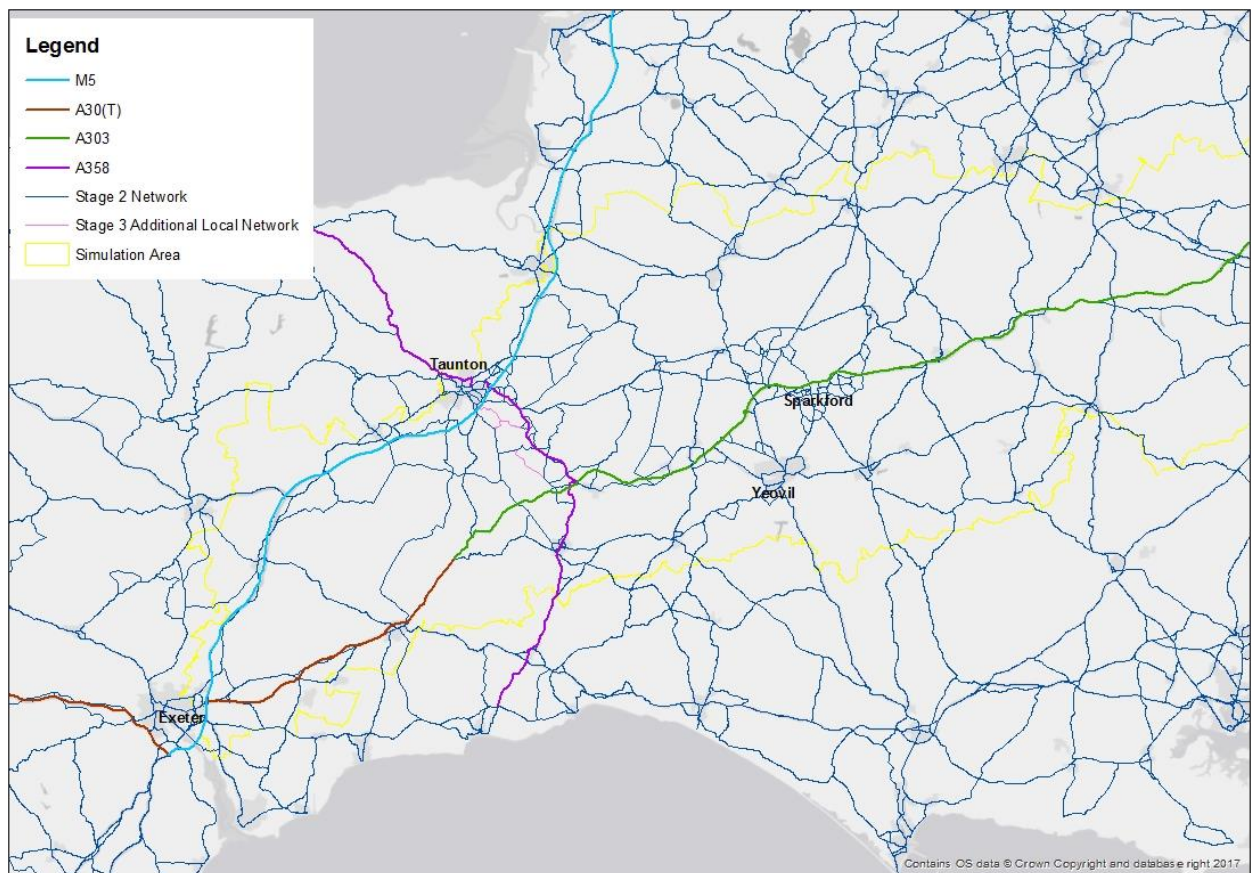 Legend
M5
A30(T)
A303
A358
Stage 2 Network
Stage 3 Additional Local Network
Simulation Area
Taunton
Sparkford
Yeovil
Exeter
Contains OS data © Crown Copyright and database right 2017